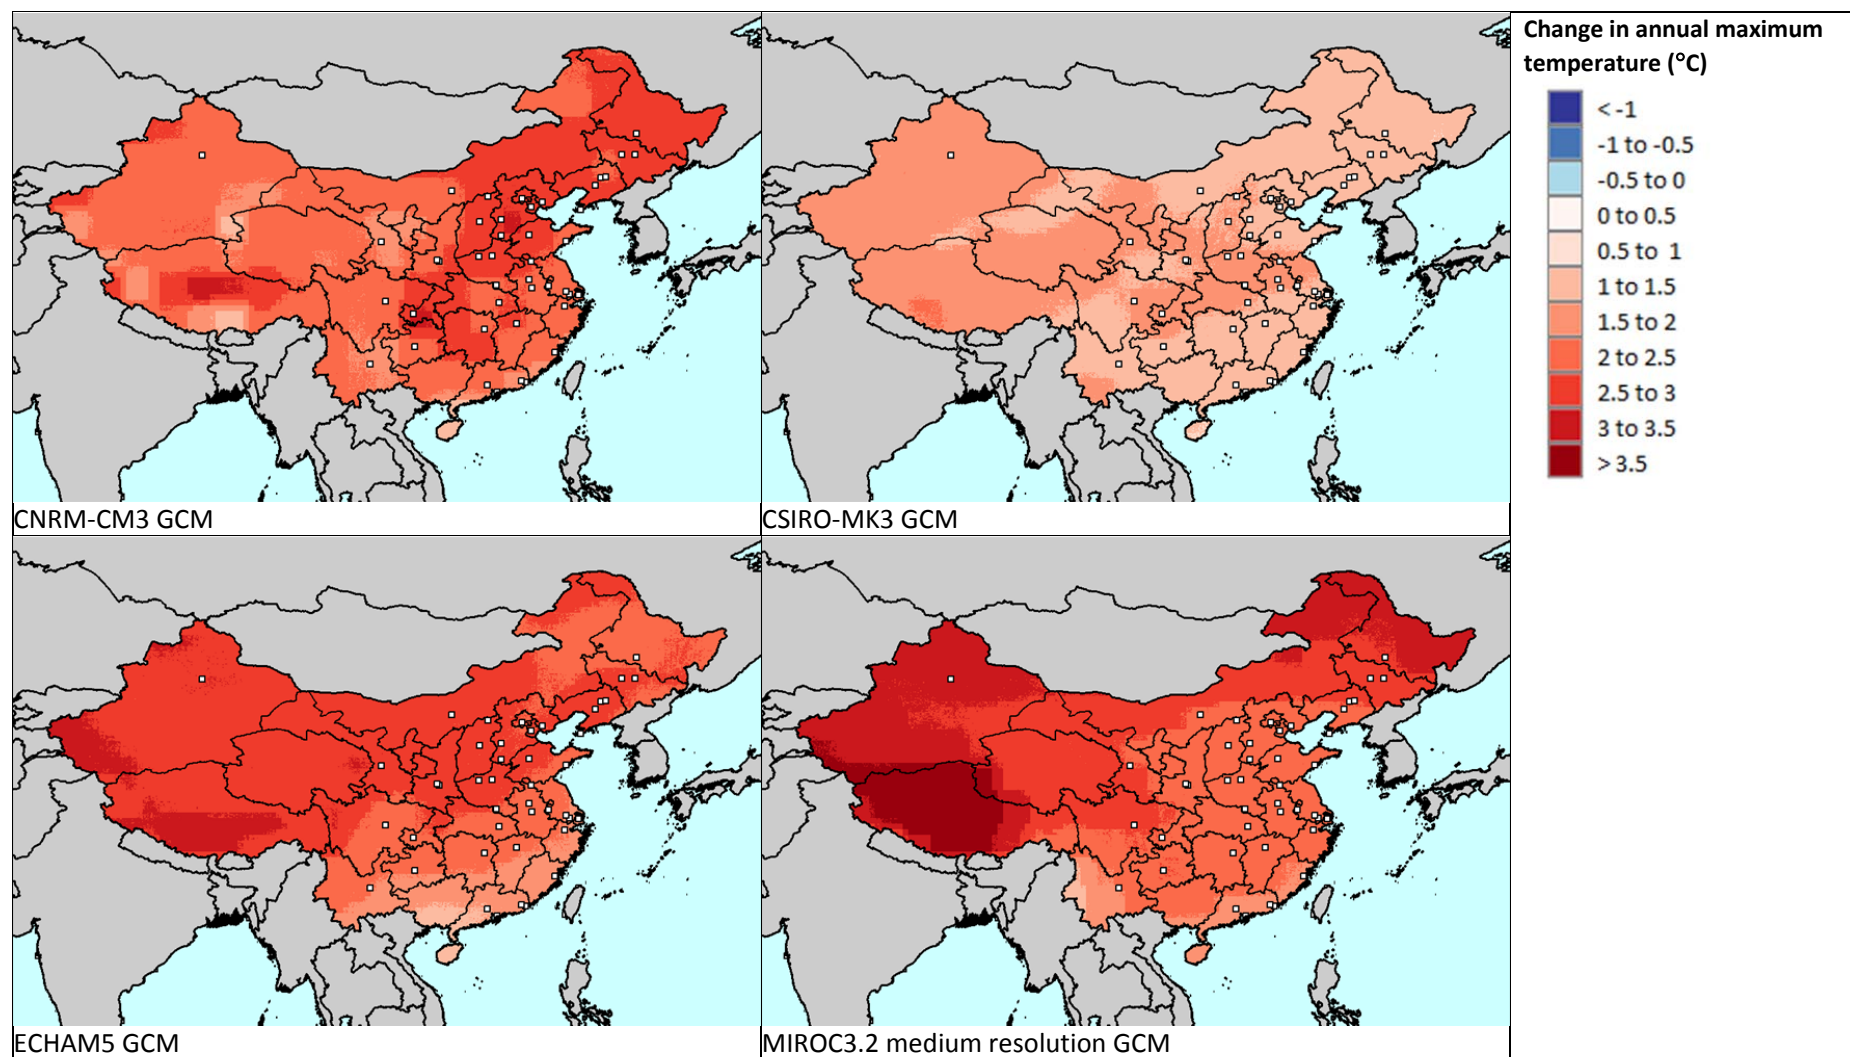 Change in annual maximum
temperature (°C)
< -1
-1 to -0.5
-0.5 to 0
0 to 0.5
0.5 to 1
1 to 1.5
1.5 to 2
2 to 2.5
2.5 to 3
3 to 3.5
> 3.5
CNRM-CM3 GCM
CSIRO-MK3 GCM
ECHAM5 GCM
MIROC3.2 medium resolution GCM